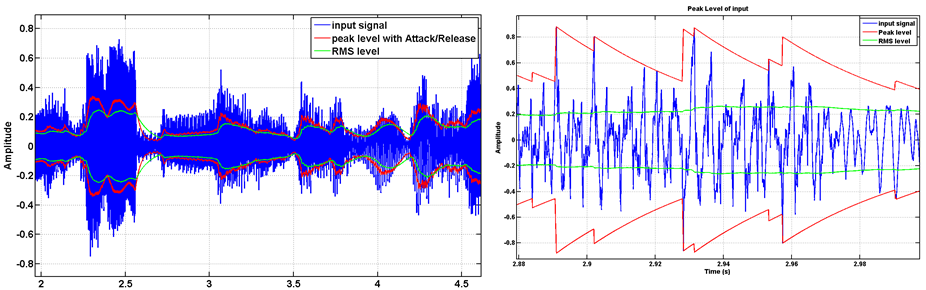 0.8
0.6
0.4
0.2
0
-0.2
-0.4
-0.6
-0.8
Amplitude
2 2.5 3 3.5 4 4.5
input signal
peak level with Attack/Release
RMS level
Peak Level of input
0.8
0.6
0.4
0.2
0
-0.2
-0.4
-0.6
-0.8
Amplitude
2.88 2.9 2.92 2.94 2.96 2.98
Time (s)
input signal
Peak level
RMS level